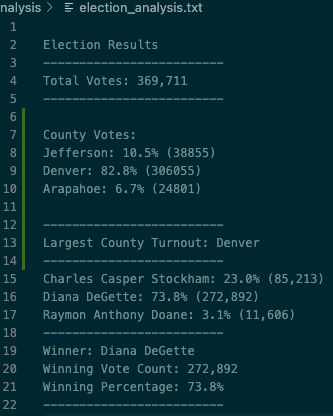 nalysis > election_analysis.txt
1
2 Election Results
3 -------------------------
4 Total Votes: 369,711
5 -------------------------
6
7 County Votes:
8 Jefferson: 10.5% (38855)
9 Denver: 82.8% (306055)
10 Arapahoe: 6.7% (24801)
11
12 -------------------------
13 Largest County Turnout: Denver
14 -------------------------
15 Charles Casper Stockham: 23.0% (85,213)
16 Diana DeGette: 73.8% (272,892)
17 Raymon Anthony Doane: 3.1% (11,606)
18 -------------------------
19 Winner: Diana DeGette
20 Winning Vote Count: 272,892
21 Winning Percentage: 73.8%
22 -------------------------